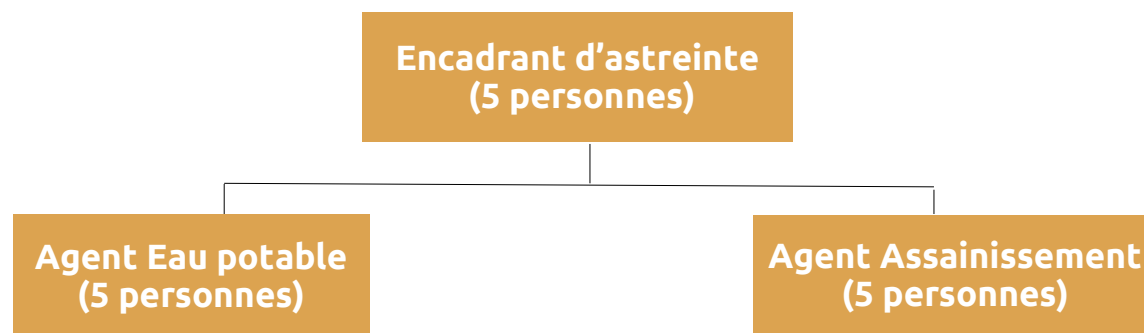 Encadrant d’astreinte
(5 personnes)
Agent Eau potable
(5 personnes)
Agent Assainissement
(5 personnes)